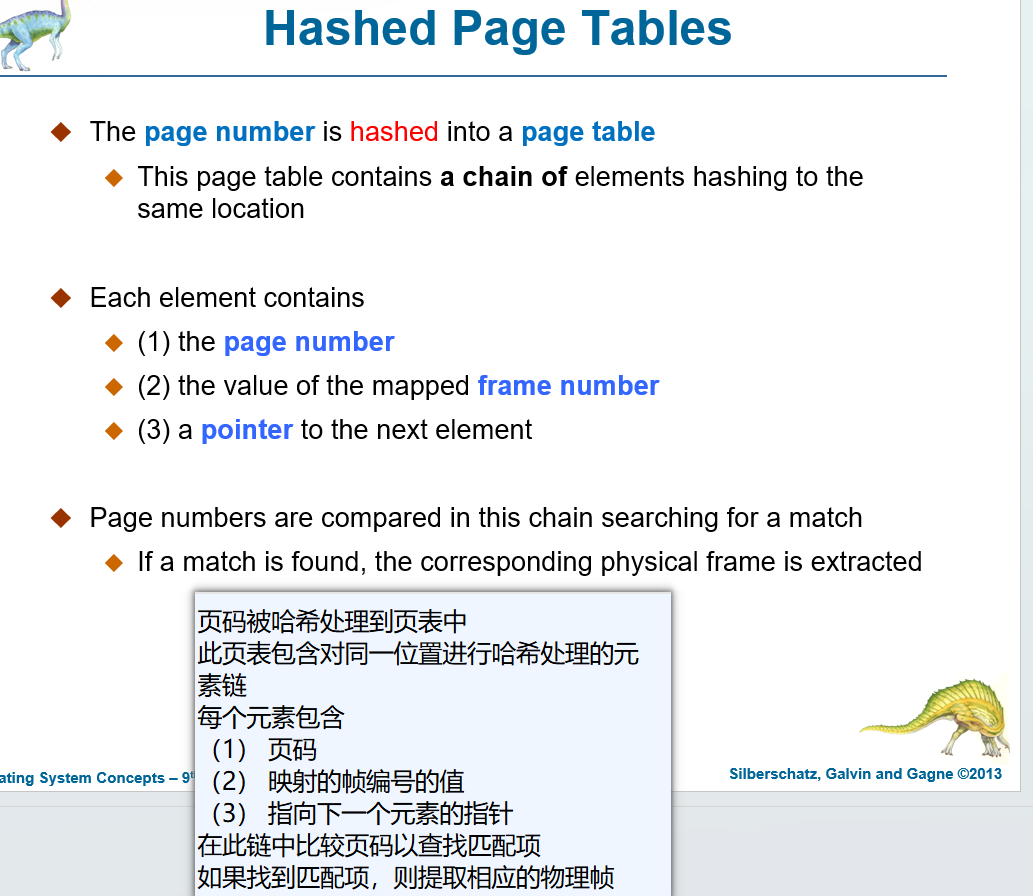 Hashed Page Tables
The page number is hashed into a page table
This page table contains a chain of elements hashing to the
same location
Each element contains
(1) the page number
(2) the value of the mapped frame number
(3) a pointer to the next element
Page numbers are compared in this chain searching for a match
If a match is found, the corresponding physical frame is extracted
页码被哈希处理到页表中
此页表包含对同一位置进行哈希处理的元
素链
每个元素包含
（1） 页码
（2） 映射的帧编号的值
（3） 指向下一个元素的指针
在此链中比较页码以查找匹配项
如果找到匹配项，则提取相应的物理帧
ating System Concepts – 9
Silberschatz, Galvin and Gagne ©2013